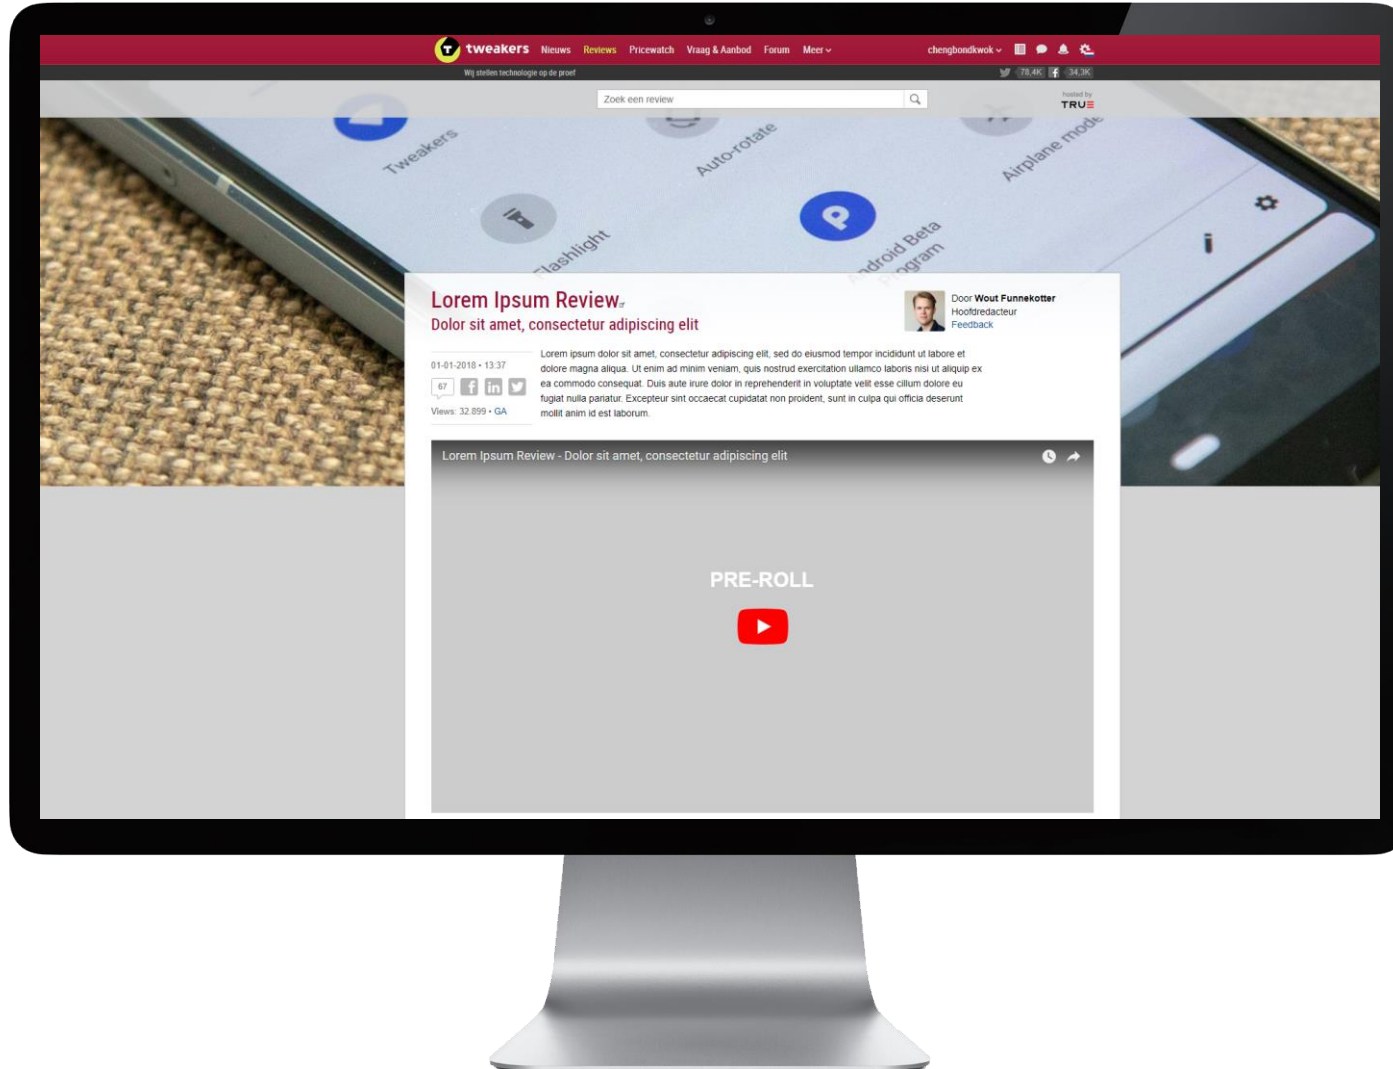 tweakers Nieuws Reviews Pricewatch Vraag & Aanbod Forum Meer chengbondkwok
Wij stellen technologie op de proef 78,4K 34,3K
Zoek een review
hosted by
TRUE
Tweakers
Auto-rotate
Airplane mode
Flashlight
Android Beta
Program
Lorem Ipsum Review
Dolor sit amet, consectetur adipiscing elit
Door Wout Funnekotter
Hoofdredacteur
Feedback
01-01-2018 • 13:37
67
Views: 32.899 • GA
Lorem ipsum dolor sit amet, consectetur adipiscing elit, sed do eiusmod tempor incididunt ut labore et
dolore magna aliqua. Ut enim ad minim veniam, quis nostrud exercitation ullamco laboris nisi ut aliquip ex
ea commodo consequat. Duis aute irure dolor in reprehenderit in voluptate velit esse cillum dolore eu
fugiat nulla pariatur. Excepteur sint occaecat cupidatat non proident, sunt in culpa qui officia deserunt
mollit anim id est laborum.
Lorem Ipsum Review - Dolor sit amet, consectetur adipiscing elit
PRE-ROLL